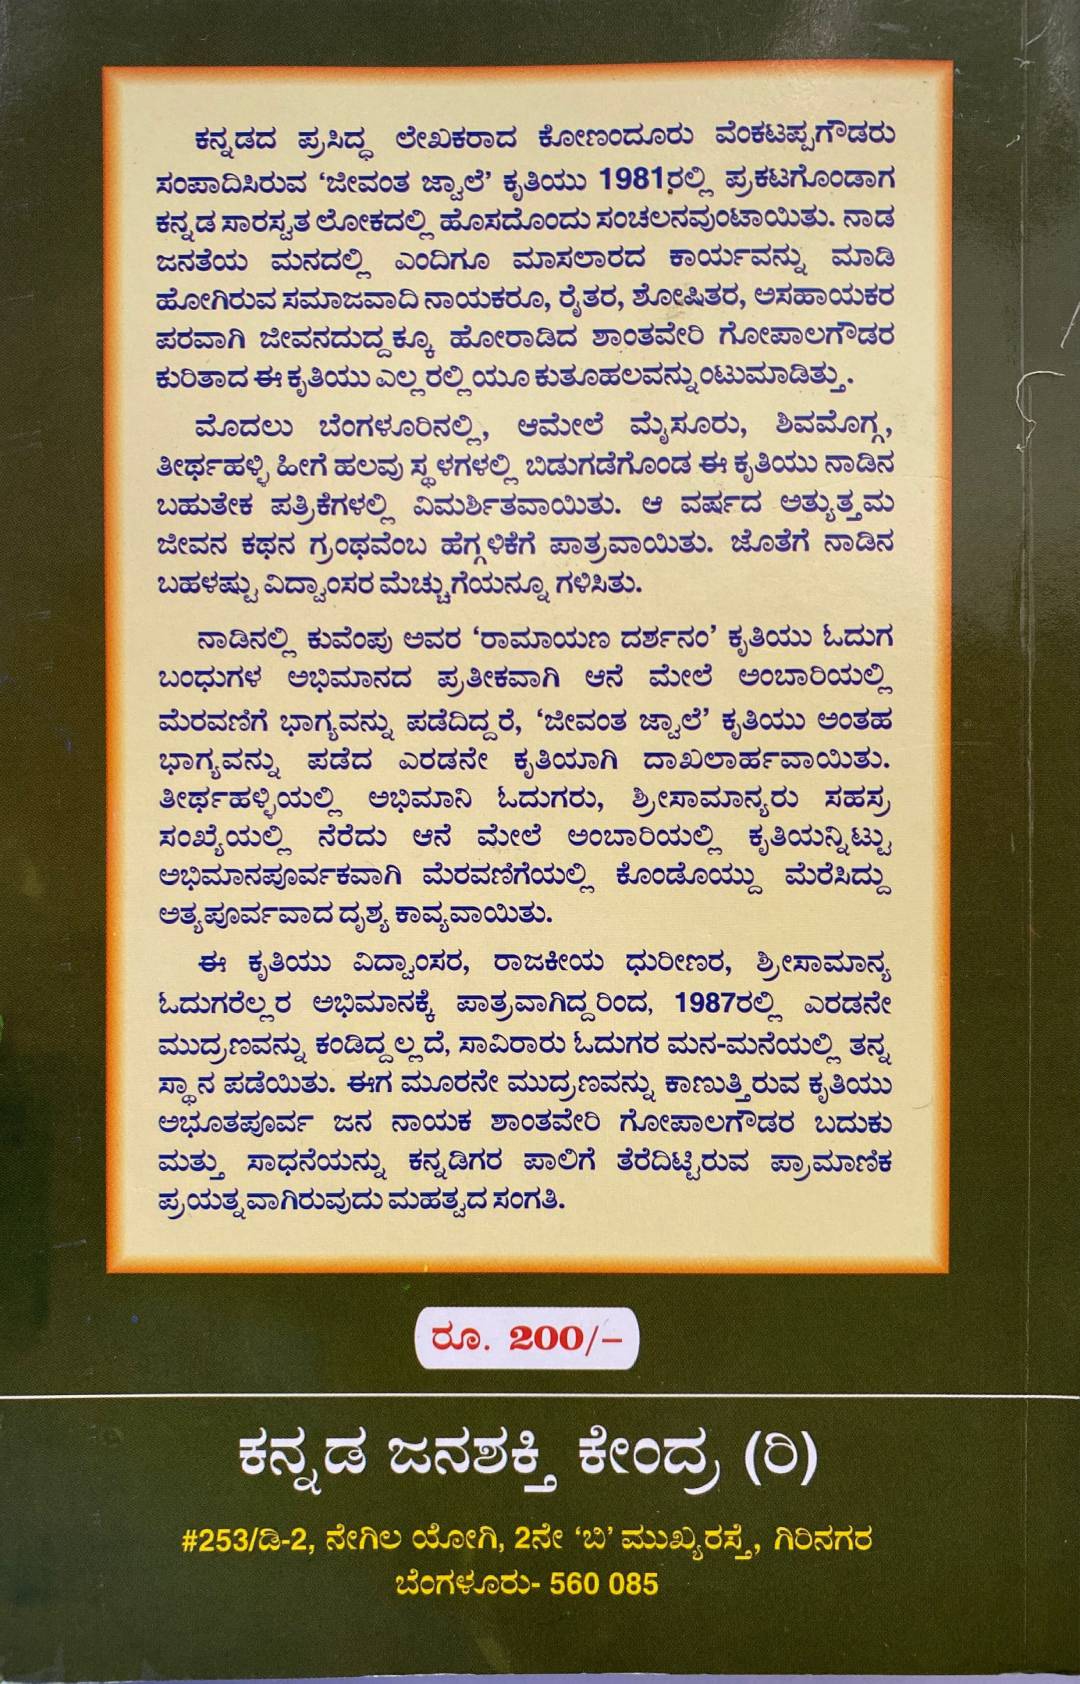 ಕನ್ನಡದ ಪ್ರಸಿದ್ಧ ಲೇಖಕರಾದ ಕೋಣಂದೂರು ವೆಂಕಟಪ್ಪಗೌಡರು
ಸಂಪಾದಿಸಿರುವ ‘ಜೀವಂತ ಜ್ವಾಲೆ’ ಕೃತಿಯು 1981ರಲ್ಲಿ ಪ್ರಕಟಗೊಂಡಾಗ
ಕನ್ನಡ ಸಾರಸ್ವತ ಲೋಕದಲ್ಲಿ ಹೊಸದೊಂದು ಸಂಚಲನವುಂಟಾಯಿತು. ನಾಡ
ಜನತೆಯ ಮನದಲ್ಲಿ ಎಂದಿಗೂ ಮಾಸಲಾರದ ಕಾರ್ಯವನ್ನು ಮಾಡಿ
ಹೋಗಿರುವ ಸಮಾಜವಾದಿ ನಾಯಕರೂ, ರೈತರ, ಶೋಷಿತರ, ಅಸಹಾಯಕರ
ಪರವಾಗಿ ಜೀವನದುದ್ದಕ್ಕೂ ಹೋರಾಡಿದ ಶಾಂತವೇರಿ ಗೋಪಾಲಗೌಡರ
ಕುರಿತಾದ ಈ ಕೃತಿಯು ಎಲ್ಲರಲ್ಲಿಯೂ ಕುತೂಹಲವನ್ನುಂಟುಮಾಡಿತ್ತು.
ಮೊದಲು ಬೆಂಗಳೂರಿನಲ್ಲಿ, ಆಮೇಲೆ ಮೈಸೂರು, ಶಿವಮೊಗ್ಗ,
ತೀರ್ಥಹಳ್ಳಿ ಹೀಗೆ ಹಲವು ಸ್ಥಳಗಳಲ್ಲಿ ಬಿಡುಗಡೆಗೊಂಡ ಈ ಕೃತಿಯು ನಾಡಿನ
ಬಹುತೇಕ ಪತ್ರಿಕೆಗಳಲ್ಲಿ ವಿಮರ್ಶಿತವಾಯಿತು. ಆ ವರ್ಷದ ಅತ್ಯುತ್ತಮ
ಜೀವನ ಕಥನ ಗ್ರಂಥವೆಂಬ ಹೆಗ್ಗಳಿಕೆಗೆ ಪಾತ್ರವಾಯಿತು. ಜೊತೆಗೆ ನಾಡಿನ
ಬಹಳಷ್ಟು ವಿದ್ವಾಂಸರ ಮೆಚ್ಚುಗೆಯನ್ನೂ ಗಳಿಸಿತು.
ನಾಡಿನಲ್ಲಿ ಕುವೆಂಪು ಅವರ ‘ರಾಮಾಯಣ ದರ್ಶನಂ’ ಕೃತಿಯು ಓದುಗ
ಬಂಧುಗಳ ಅಭಿಮಾನದ ಪ್ರತೀಕವಾಗಿ ಆನೆ ಮೇಲೆ ಅಂಬಾರಿಯಲ್ಲಿ
ಮೆರವಣಿಗೆ ಭಾಗ್ಯವನ್ನು ಪಡೆದಿದ್ದರೆ, ‘ಜೀವಂತ ಜ್ವಾಲೆ’ ಕೃತಿಯು ಅಂತಹ
ಭಾಗ್ಯವನ್ನು ಪಡೆದ ಎರಡನೇ ಕೃತಿಯಾಗಿ ದಾಖಲಾರ್ಹವಾಯಿತು.
ತೀರ್ಥಹಳ್ಳಿಯಲ್ಲಿ ಅಭಿಮಾನಿ ಓದುಗರು, ಶ್ರೀಸಾಮಾನ್ಯರು ಸಹಸ್ರ
ಸಂಖ್ಯೆಯಲ್ಲಿ ನೆರೆದು ಆನೆ ಮೇಲೆ ಅಂಬಾರಿಯಲ್ಲಿ ಕೃತಿಯನ್ನಿಟ್ಟು
ಅಭಿಮಾನಪೂರ್ವಕವಾಗಿ ಮೆರವಣಿಗೆಯಲ್ಲಿ ಕೊಂಡೊಯ್ದು ಮೆರೆಸಿದ್ದು
ಅತ್ಯಪೂರ್ವವಾದ ದೃಶ್ಯ ಕಾವ್ಯವಾಯಿತು.
ಈ ಕೃತಿಯು ವಿದ್ವಾಂಸರ, ರಾಜಕೀಯ ಧುರೀಣರ, ಶ್ರೀಸಾಮಾನ್ಯ
ಓದುಗರೆಲ್ಲರ ಅಭಿಮಾನಕ್ಕೆ ಪಾತ್ರವಾಗಿದ್ದರಿಂದ, 1987ರಲ್ಲಿ ಎರಡನೇ
ಮುದ್ರಣವನ್ನು ಕಂಡಿದ್ದಲ್ಲದೆ, ಸಾವಿರಾರು ಓದುಗರ ಮನ-ಮನೆಯಲ್ಲಿ ತನ್ನ
ಸ್ಥಾನ ಪಡೆಯಿತು. ಈಗ ಮೂರನೇ ಮುದ್ರಣವನ್ನು ಕಾಣುತ್ತಿರುವ ಕೃತಿಯು
ಅಭೂತಪೂರ್ವ ಜನ ನಾಯಕ ಶಾಂತವೇರಿ ಗೋಪಾಲಗೌಡರ ಬದುಕು
ಮತ್ತು ಸಾಧನೆಯನ್ನು ಕನ್ನಡಿಗರ ಪಾಲಿಗೆ ತೆರೆದಿಟ್ಟಿರುವ ಪ್ರಾಮಾಣಿಕ
ಪ್ರಯತ್ನವಾಗಿರುವುದು ಮಹತ್ವದ ಸಂಗತಿ.
ರೂ. 200/-
ಕನ್ನಡ ಜನಶಕ್ತಿ ಕೇಂದ್ರ (ರಿ)
#253/ಡಿ-2, ನೇಗಿಲ ಯೋಗಿ, 2ನೇ ‘ಬಿ’ ಮುಖ್ಯರಸ್ತೆ, ಗಿರಿನಗರ
ಬೆಂಗಳೂರು- 560 085